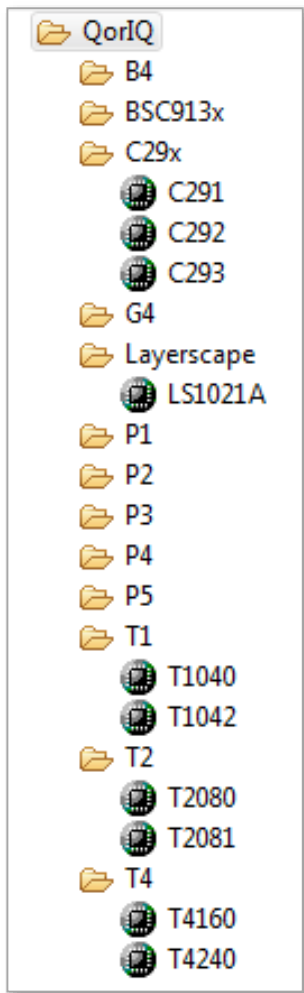 QorIQ
B4
BSC913x
C29x
C291
C292
C293
G4
Layerscape
LS1021A
P1
P2
P3
P4
P5
T1
T1040
T1042
T2
T2080
T2081
T4
T4160
T4240